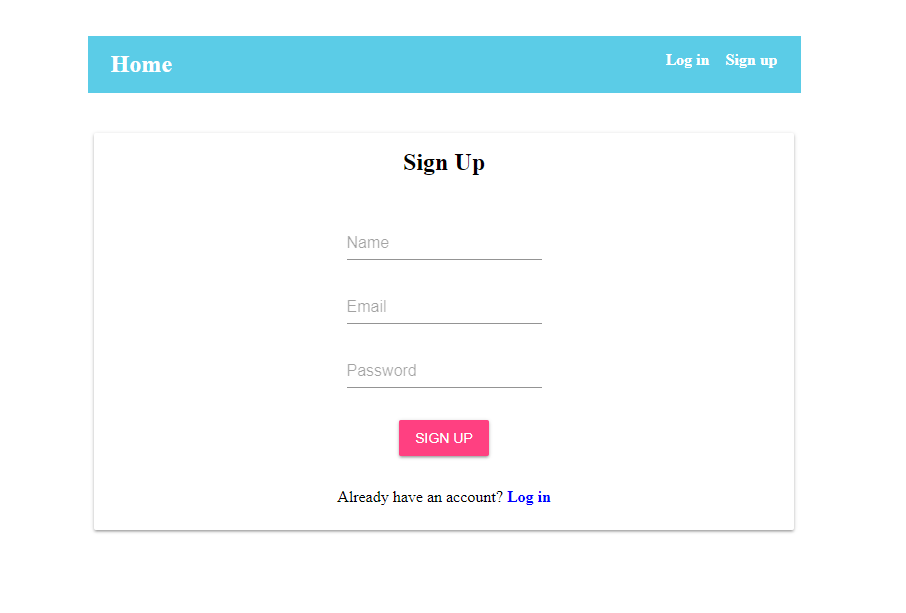 Home Log in Sign up
Sign Up
Name
Email
Password
SIGN UP
Already have an account? Log in